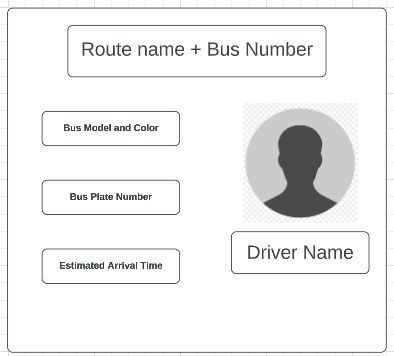 Route name + Bus Number
Bus Model and Color
Bus Plate Number
Estimated Arrival Time
Driver Name